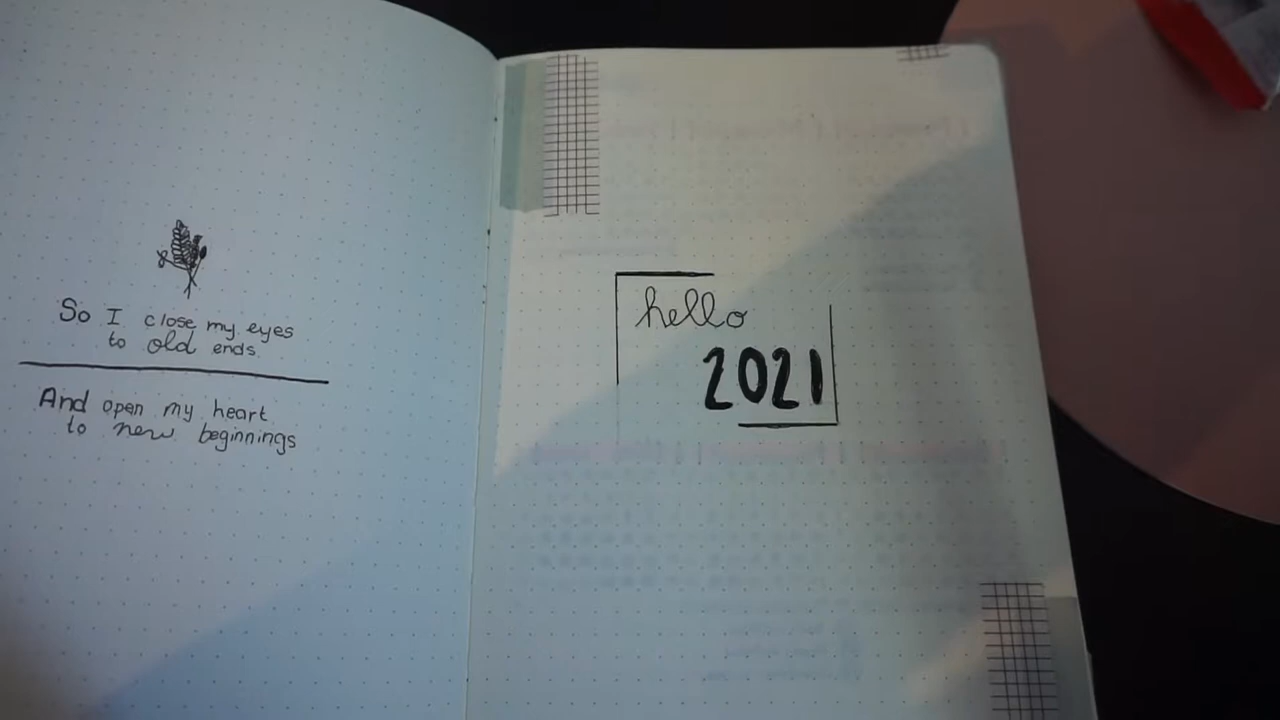 So I close my eyes
to old ends.
And open my heart
to new beginnings
hello
2021